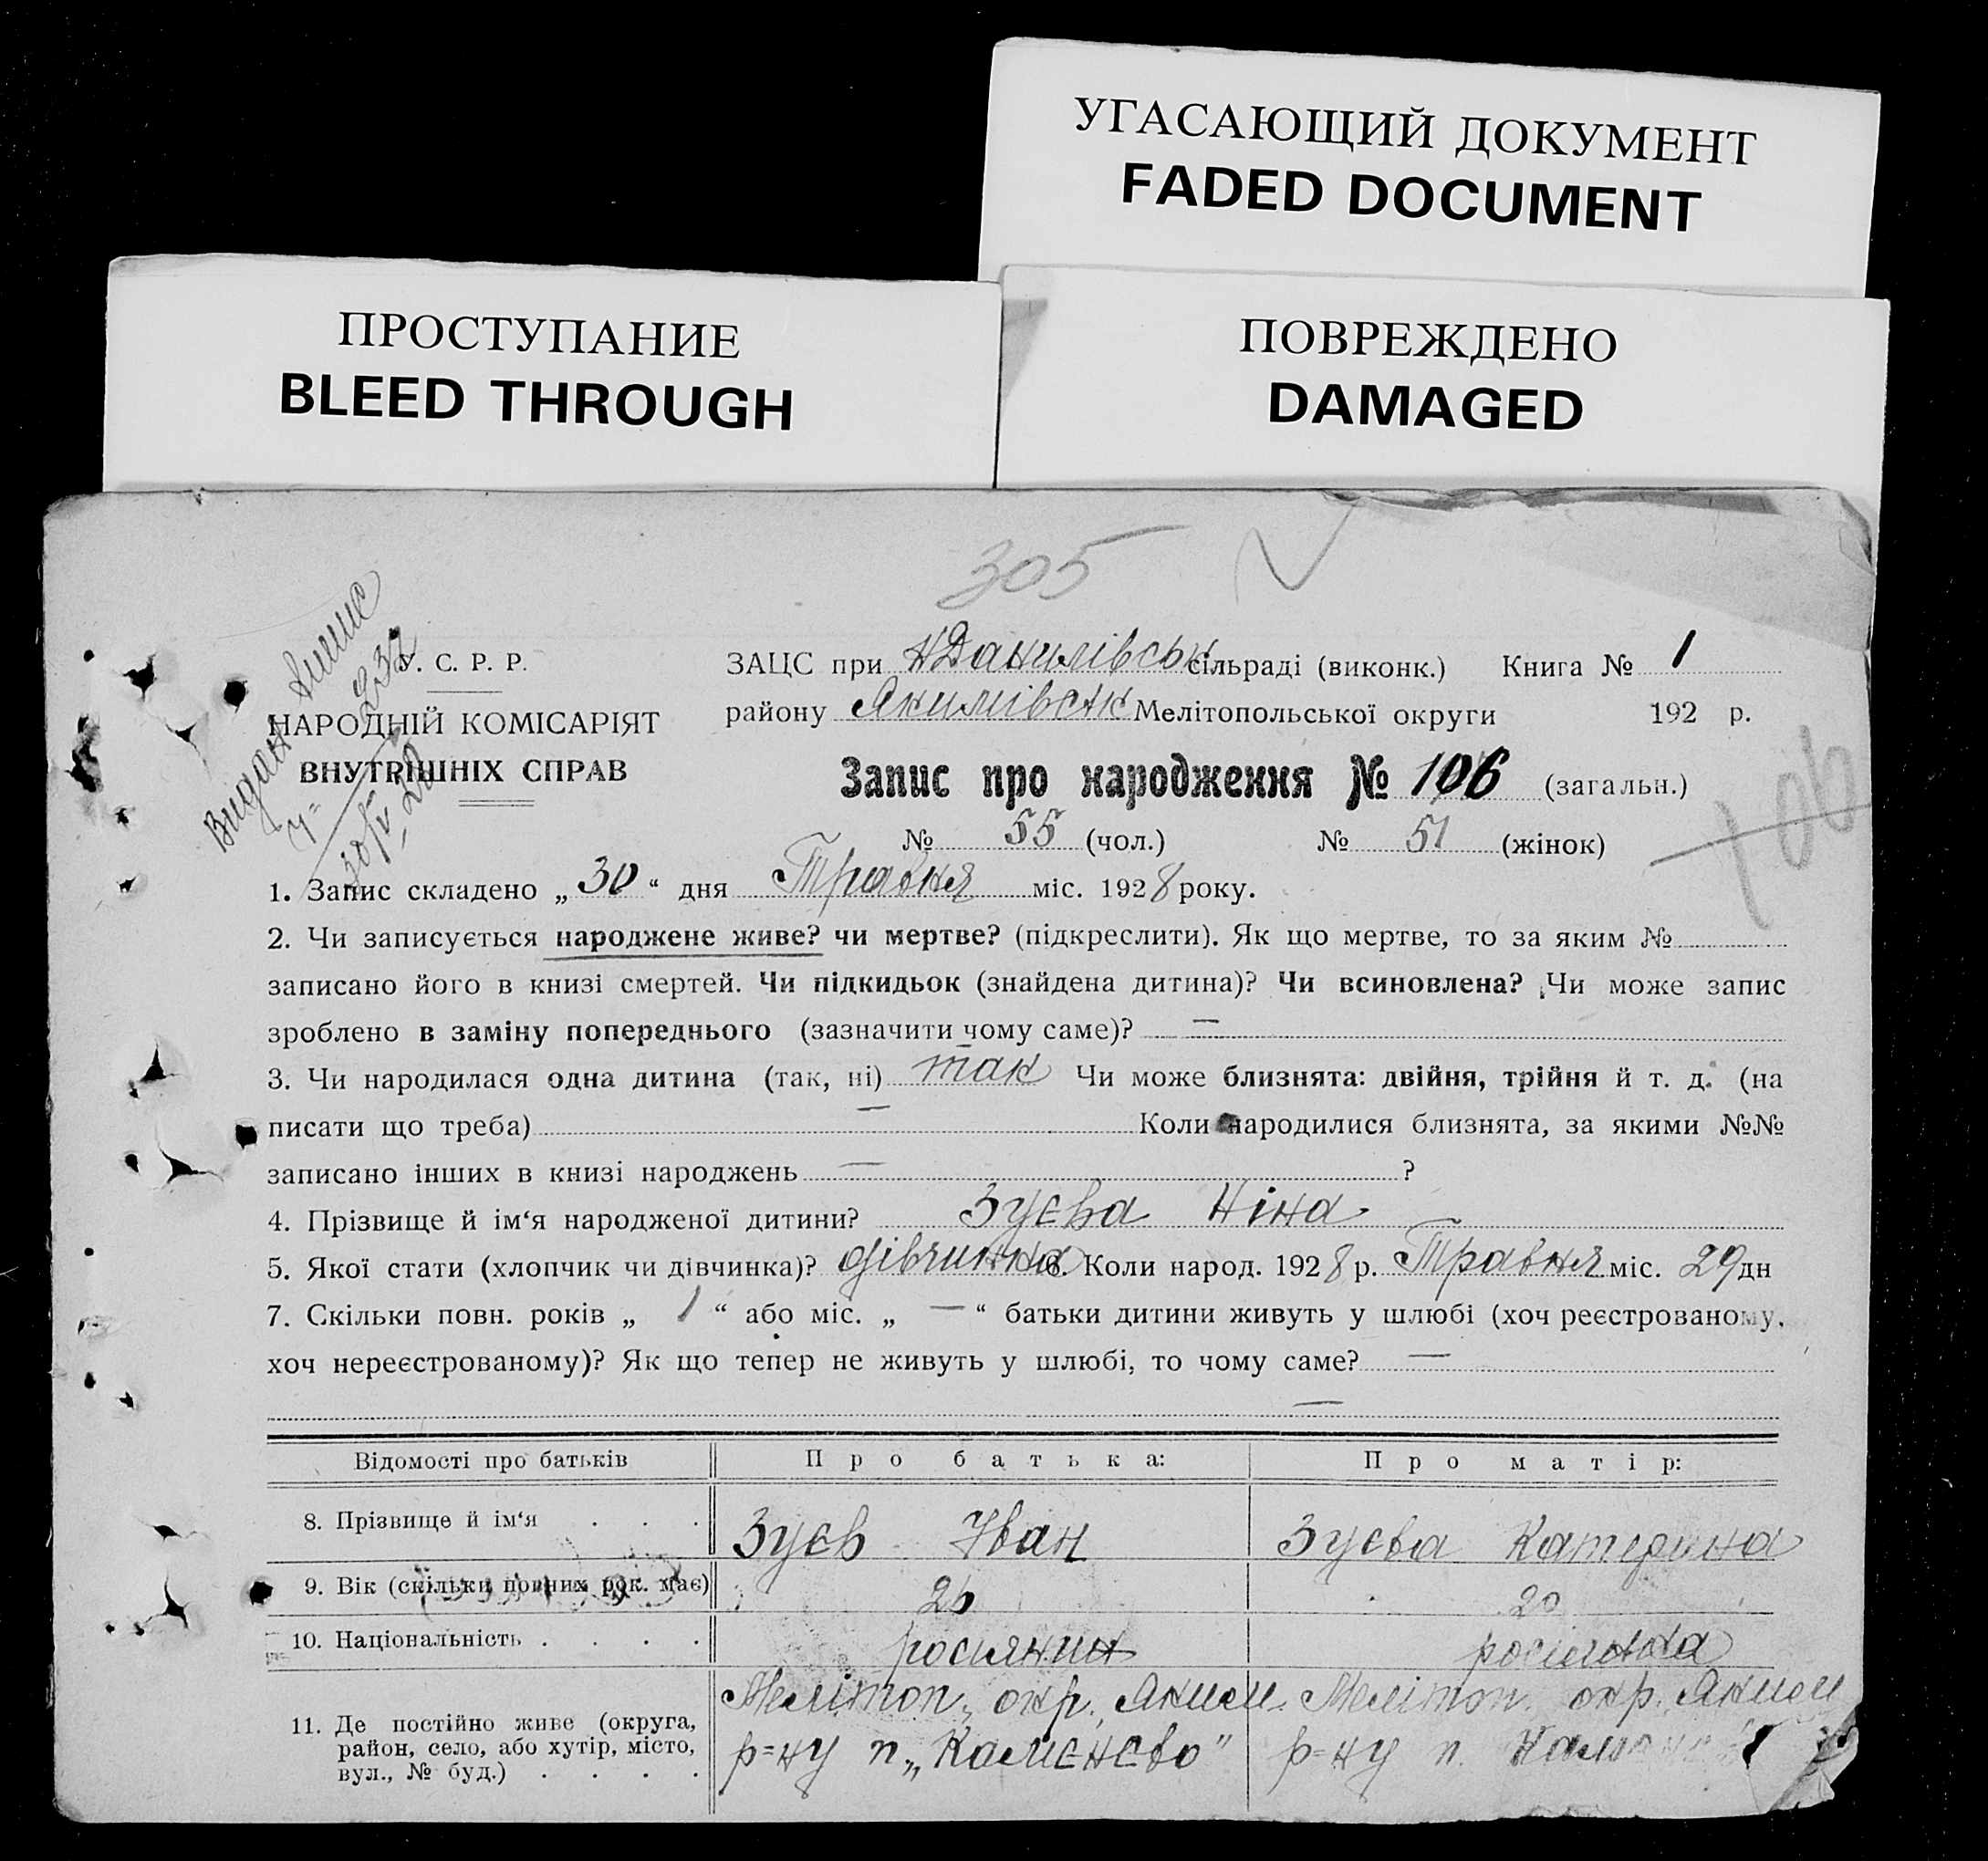 УГАСАЮЩИЙ ДОКУМЕНТ
FADED DOCUMENT
ПРОСТУПАНИЕ
BLEED THROUGH
ПОВРЕЖДЕНО
DAMAGED
305
Видан
У. С. Р. Р.
НАРОДНІЙ КОМІСАРІЯТ
ВНУТРІШНІХ СПРАВ
ЗАЦС при НДанилівськ сільраді (виконк.) Книга № 1
району Якимівськ Мелітопольської округи 192 р.
Запис про народження № 106 (загальн.)
106
№ 55 (чол.) № 51 (жінок)
1. Запис складено „30“ дня Травня міс. 1928 року.
2. Чи записується народжене живе? чи мертве? (підкреслити). Як що мертве, то за яким №
записано його в книзі смертей. Чи підкидьок (знайдена дитина)? Чи всиновлена? Чи може запис
зроблено в заміну попереднього (зазначити чому саме)? —
3. Чи народилася одна дитина (так, ні) так Чи може близнята: двійня, трійня й т. д. (на
писати що треба) — Коли народилися близнята, за якими №№
записано інших в книзі народжень — ?
4. Прізвище й ім‘я народженої дитини? Зуєва Ніна
5. Якої стати (хлопчик чи дівчинка)? дівчинка 6. Коли народ. 1928 р. Травня міс. 29 дн
7. Скільки повн. років „ 1 “ або міс. „ — “ батьки дитини живуть у шлюбі (хоч реєстрованому,
хоч нереєстрованому)? Як що тепер не живуть у шлюбі, то чому саме? —
—
Відомості про батьків Про батька: Про матір:
8. Прізвище й ім‘я . . . Зуєв Іван Зуєва Катерина
9. Вік (скільки повних рок. має) 26 20
10. Національність . . . . росиянин росіянка
11. Де постійно живе (округа, район, село, або хутір, місто, вул., № буд.) . . . .
Мелітоп. окр. Яким. Мелітоп. окр. Яким
р=ну п. „Камєнєво" р=ну п.